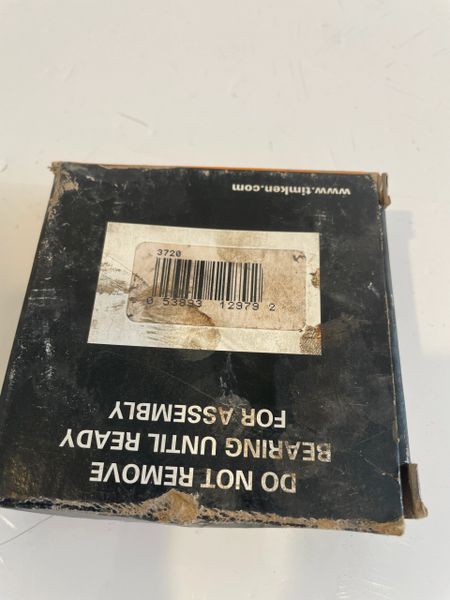 DO NOT REMOVE
BEARING UNTIL READY
FOR ASSEMBLY
3720
0 53893 12979 2
www.timken.com